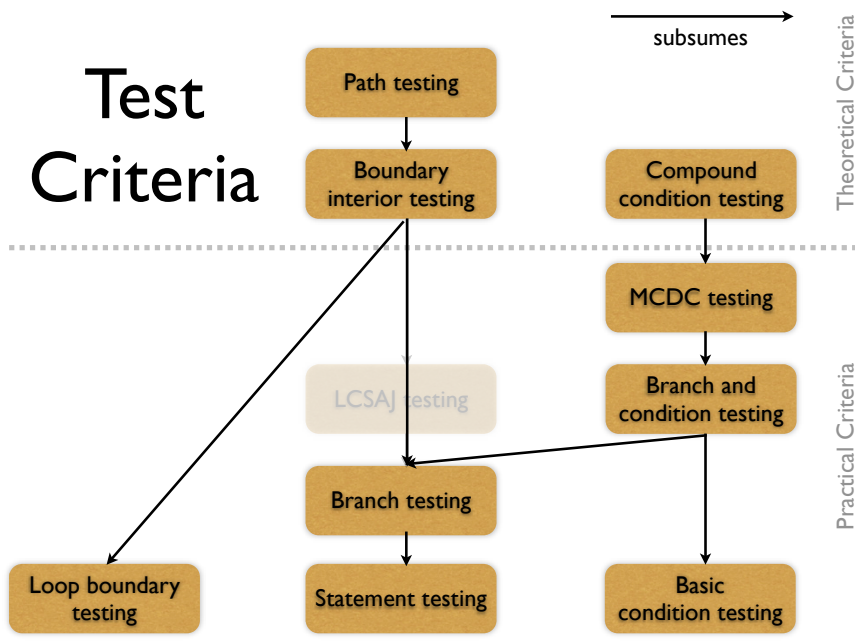 Test
Criteria
subsumes
Theoretical Criteria
Path testing
Boundary
interior testing
Compound
condition testing
MCDC testing
LCSAJ testing
Branch and
condition testing
Practical Criteria
Branch testing
Loop boundary
testing
Statement testing
Basic
condition testing